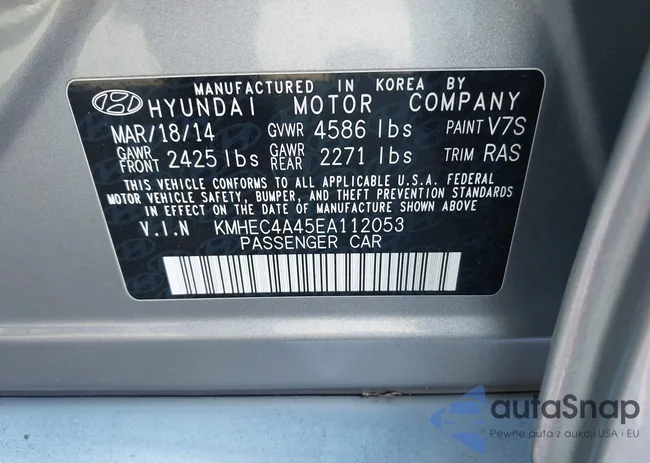 MANUFACTURED IN KOREA BY
HYUNDAI MOTOR COMPANY
MAR/18/14 GVWR 4586 lbs PAINT V7S
GAWR FRONT 2425 lbs GAWR REAR 2271 lbs TRIM RAS
THIS VEHICLE CONFORMS TO ALL APPLICABLE U.S.A. FEDERAL
MOTOR VEHICLE SAFETY, BUMPER, AND THEFT PREVENTION STANDARDS
IN EFFECT ON THE DATE OF MANUFACTURE SHOWN ABOVE
V.I.N KMHEC4A45EA112053
PASSENGER CAR
autoSnap
Pewne auta z aukcji USA i EU